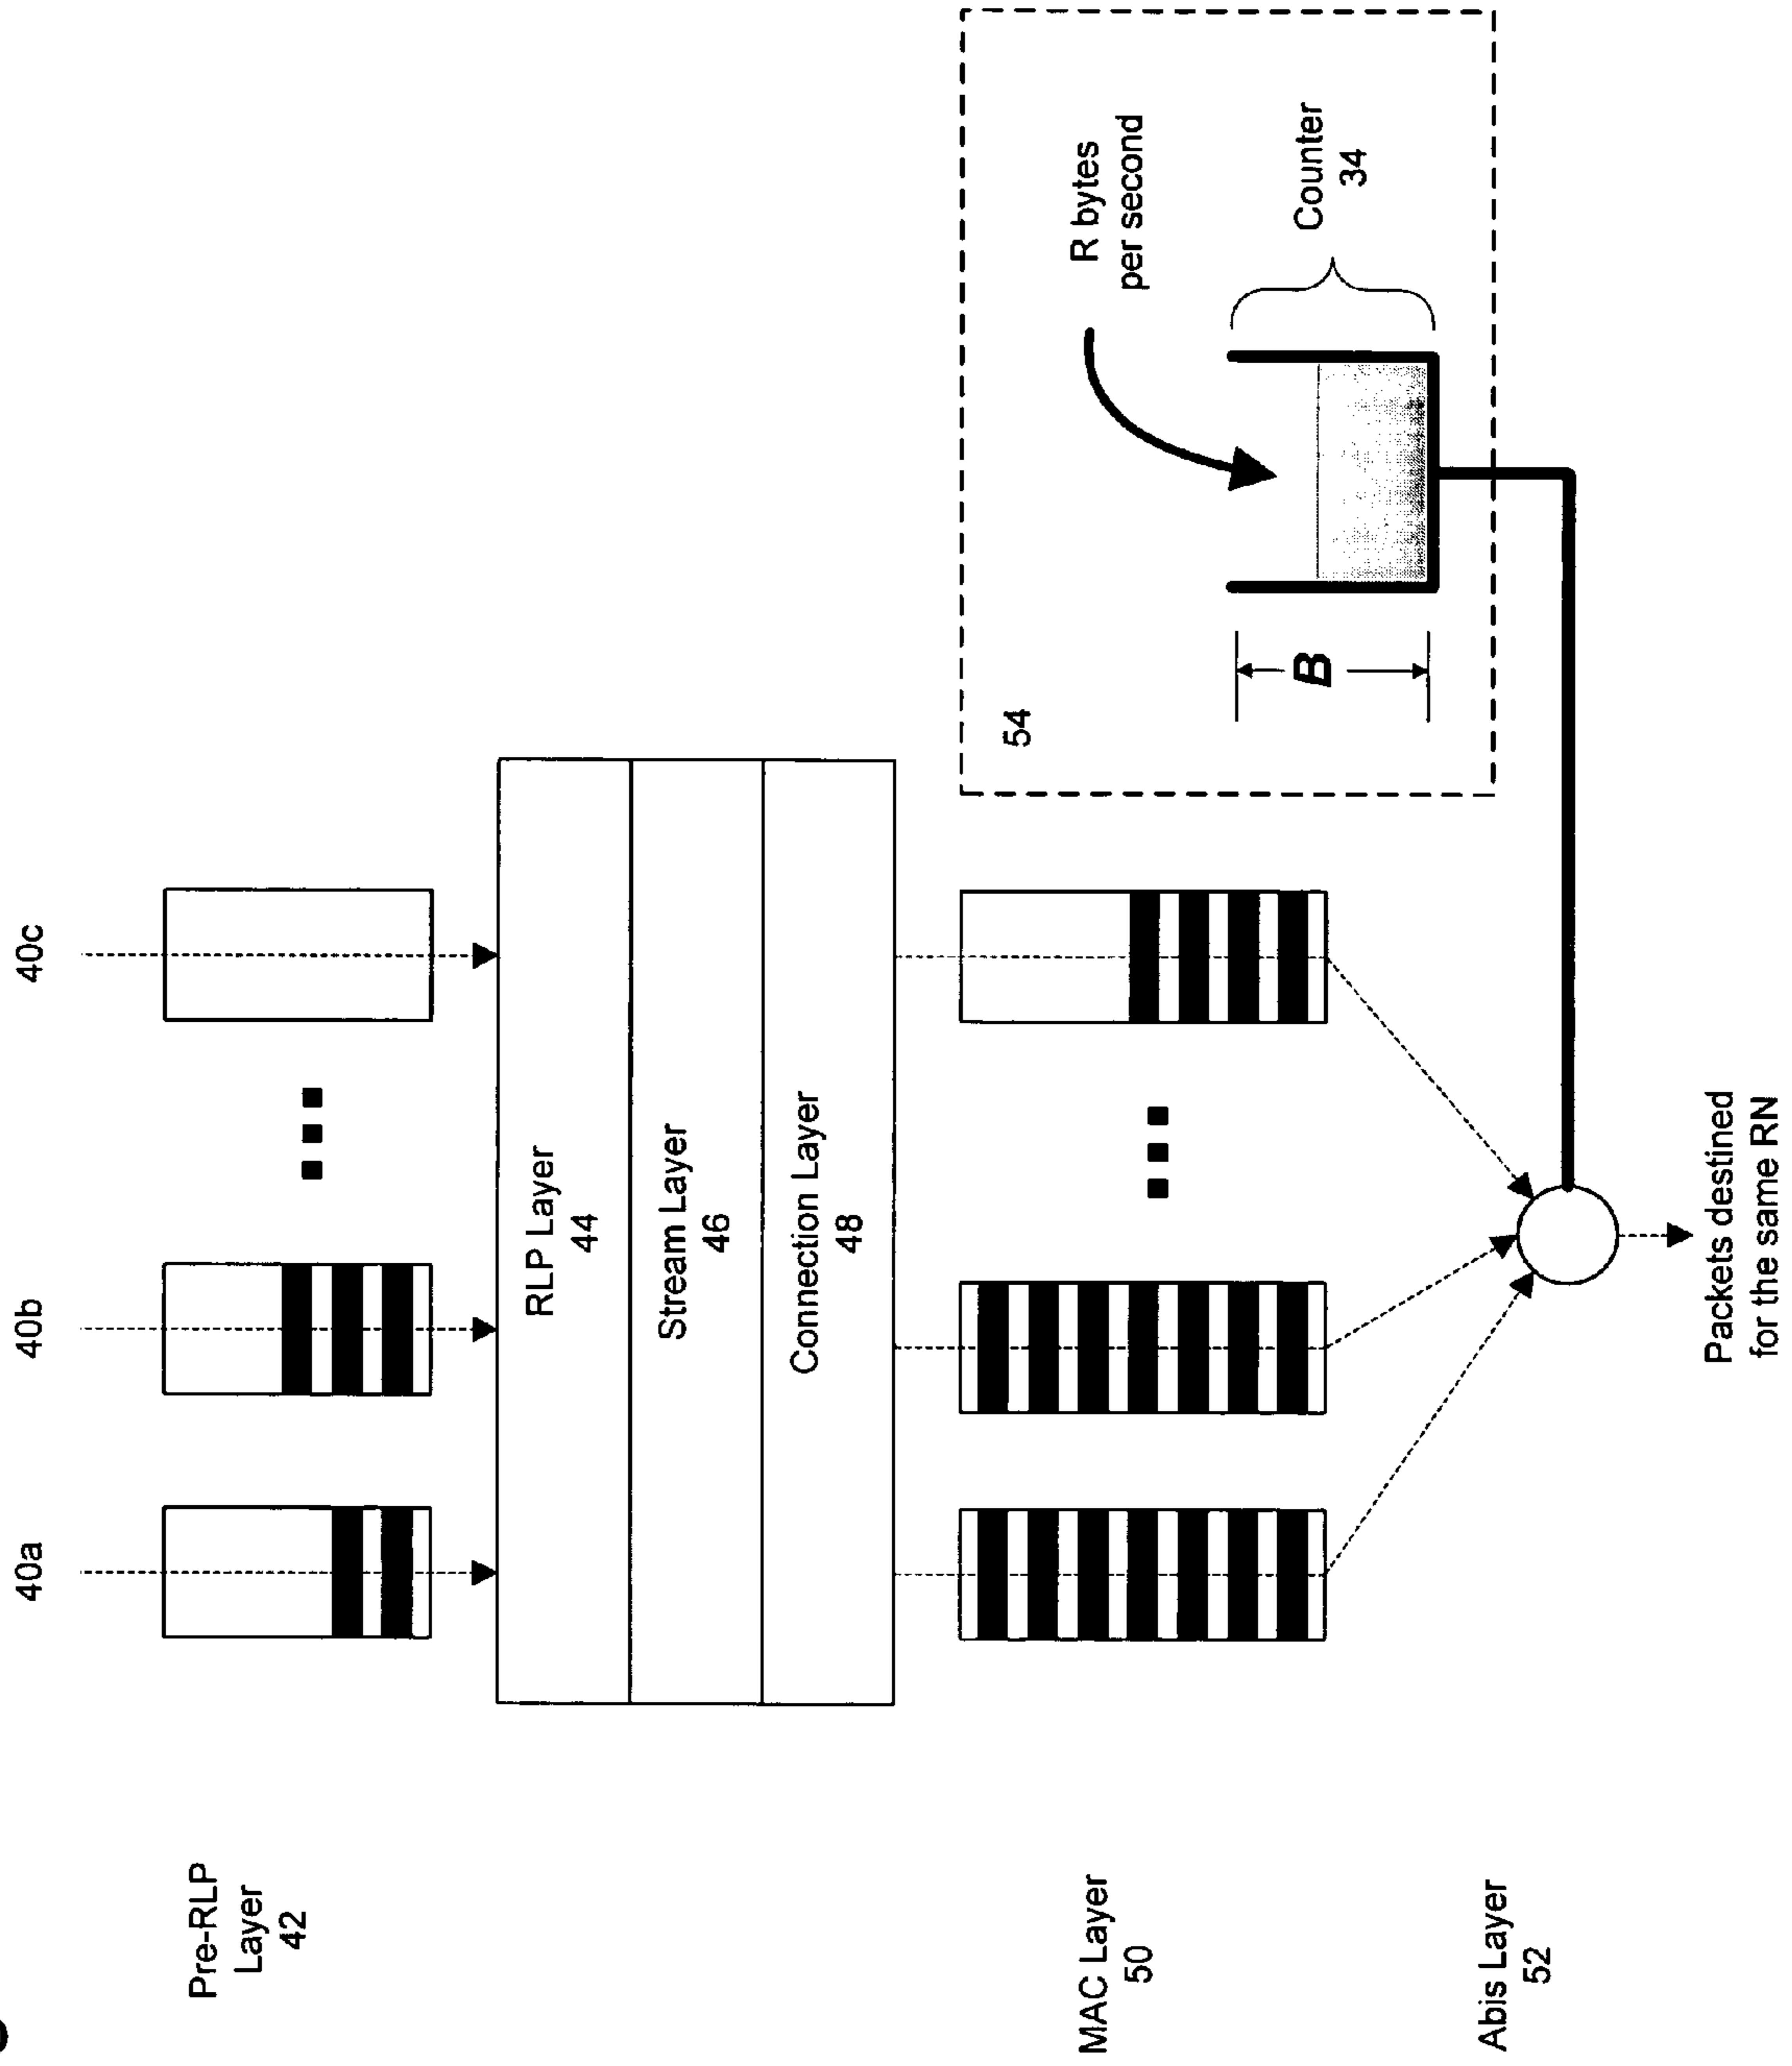 40a
40b
40c
Pre-RLP
Layer
42
RLP Layer
44
Stream Layer
46
Connection Layer
48
MAC Layer
50
54
B
R bytes
per second
Counter
34
Abis Layer
52
Packets destined
for the same RN